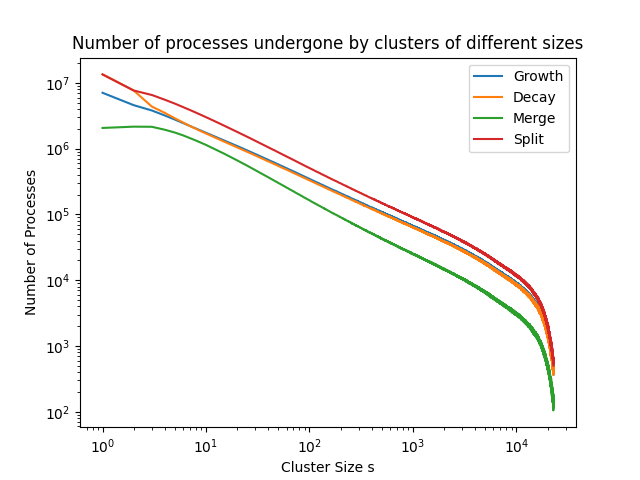 Number of processes undergone by clusters of different sizes
Growth
Decay
Merge
Split
Number of Processes
10^7
10^6
10^5
10^4
10^3
10^2
10^0
10^1
10^2
10^3
10^4
Cluster Size s